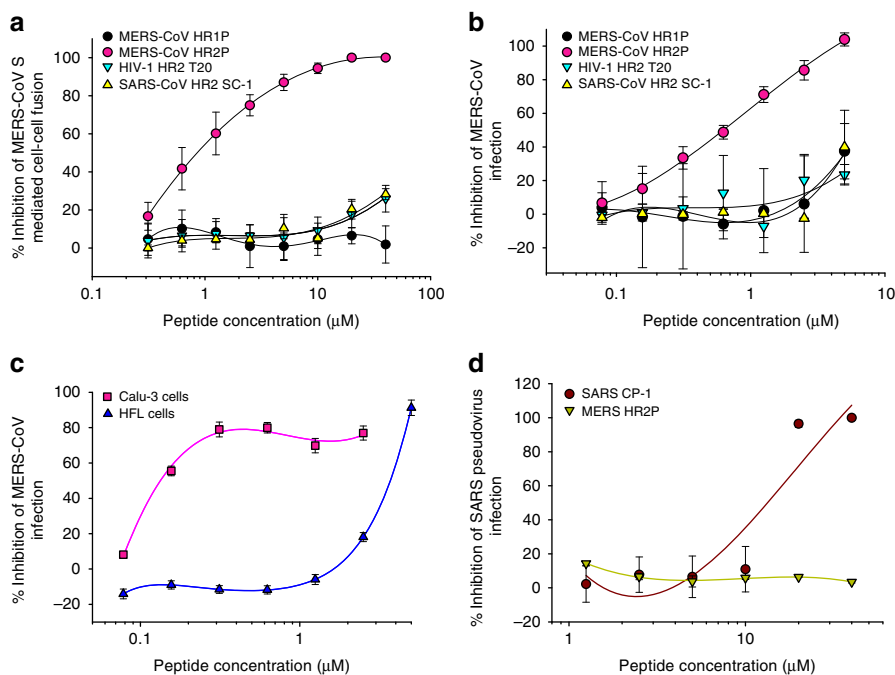 a
MERS-CoV HR1P
MERS-CoV HR2P
HIV-1 HR2 T20
SARS-CoV HR2 SC-1
% Inhibition of MERS-CoV S
mediated cell-cell fusion
100
80
60
40
20
0
0.1
1
10
100
Peptide concentration (μM)
b
MERS-CoV HR1P
MERS-CoV HR2P
HIV-1 HR2 T20
SARS-CoV HR2 SC-1
% Inhibition of MERS-CoV
infection
100
80
60
40
20
0
−20
0.1
1
10
Peptide concentration (μM)
c
Calu-3 cells
HFL cells
% Inhibition of MERS-CoV
infection
100
80
60
40
20
0
−20
0.1
1
Peptide concentration (μM)
d
SARS CP-1
MERS HR2P
% Inhibition of SARS pseudovirus
infection
120
100
80
60
40
20
0
−20
1
10
Peptide concentration (μM)